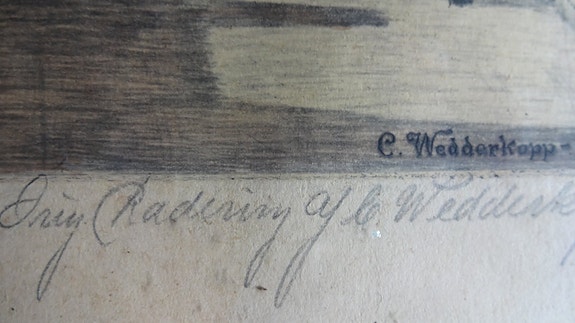 C. Wedderkopp-
Orig Radering af C Wedderk